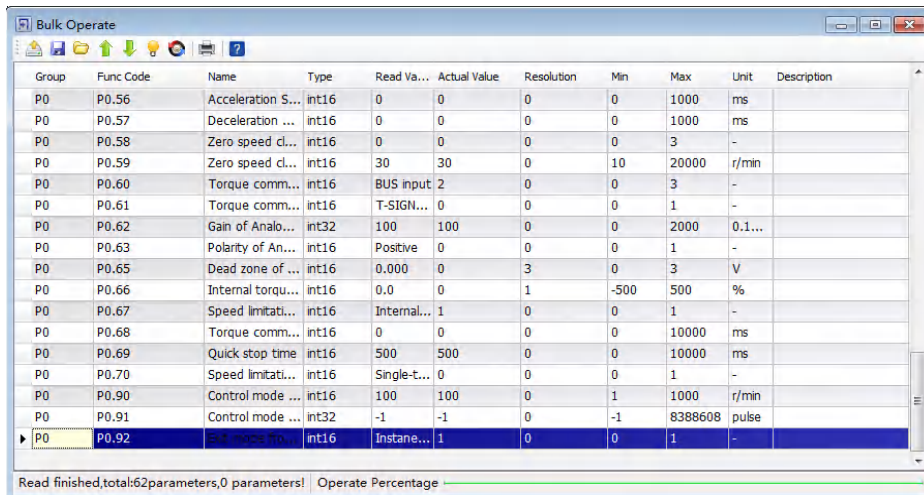 Bulk Operate
Group Func Code Name Type Read Va... Actual Value Resolution Min Max Unit Description
P0 P0.56 Acceleration S... int16 0 0 0 0 1000 ms
P0 P0.57 Deceleration ... int16 0 0 0 0 1000 ms
P0 P0.58 Zero speed cl... int16 0 0 0 0 3 -
P0 P0.59 Zero speed cl... int16 30 30 0 10 20000 r/min
P0 P0.60 Torque comm... int16 BUS input 2 0 0 3 -
P0 P0.61 Torque comm... int16 T-SIGN... 0 0 0 1 -
P0 P0.62 Gain of Analo... int32 100 100 0 0 2000 0.1...
P0 P0.63 Polarity of An... int16 Positive 0 0 0 1 -
P0 P0.65 Dead zone of ... int16 0.000 0 3 0 3 V
P0 P0.66 Internal torqu... int16 0.0 0 1 -500 500 %
P0 P0.67 Speed limitati... int16 Internal... 1 0 0 1 -
P0 P0.68 Torque comm... int16 0 0 0 0 10000 ms
P0 P0.69 Quick stop time int16 500 500 0 0 10000 ms
P0 P0.70 Speed limitati... int16 Single-t... 0 0 0 1 -
P0 P0.90 Control mode ... int16 100 100 0 1 1000 r/min
P0 P0.91 Control mode ... int32 -1 -1 0 -1 8388608 pulse
P0 P0.92 int16 Instane... 1 0 0 1 -
Read finished,total:62parameters,0 parameters! Operate Percentage